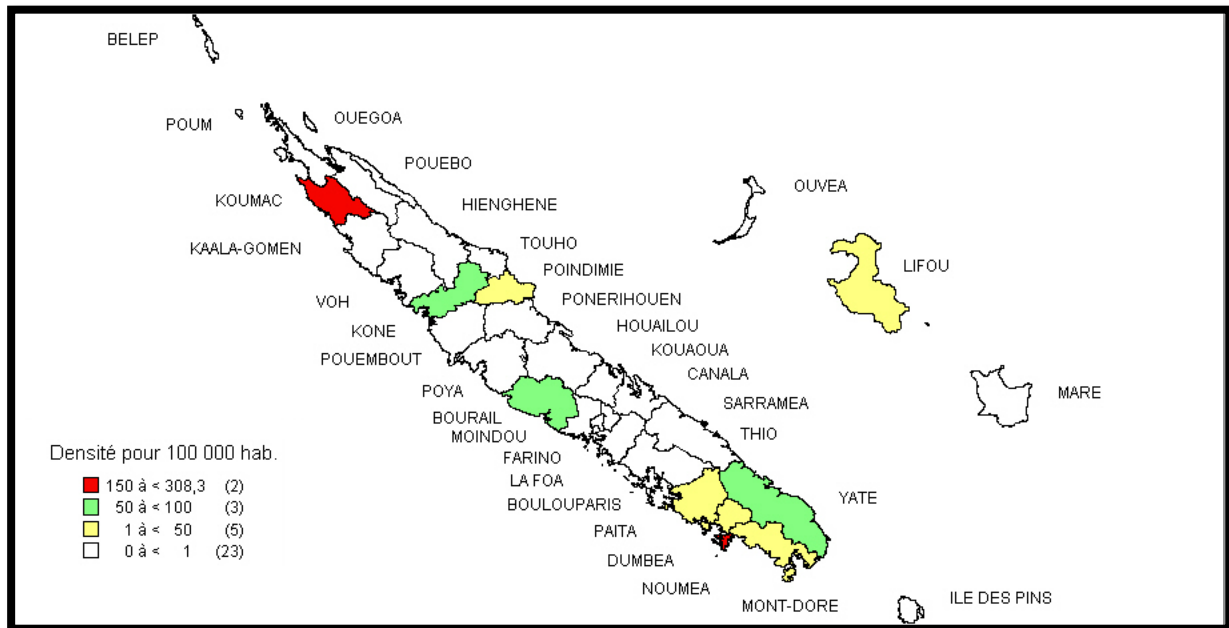 BELEP
POUM
OUEGOA
POUEBO
OUVEA
KOUMAC
HIENGHENE
KAALA-GOMEN
TOUHO
LIFOU
POINDIMIE
VOH
PONERIHOUEN
KONE
HOUAILOU
POUEMBOUT
KOUAOUA
CANALA
POYA
MARE
SARRAMEA
BOURAIL
MOINDOU
THIO
FARINO
LA FOA
BOULOUPARIS
YATE
PAITA
DUMBEA
NOUMEA
MONT-DORE
ILE DES PINS
Densité pour 100 000 hab.
150 à < 308,3 (2)
50 à < 100 (3)
1 à < 50 (5)
0 à < 1 (23)